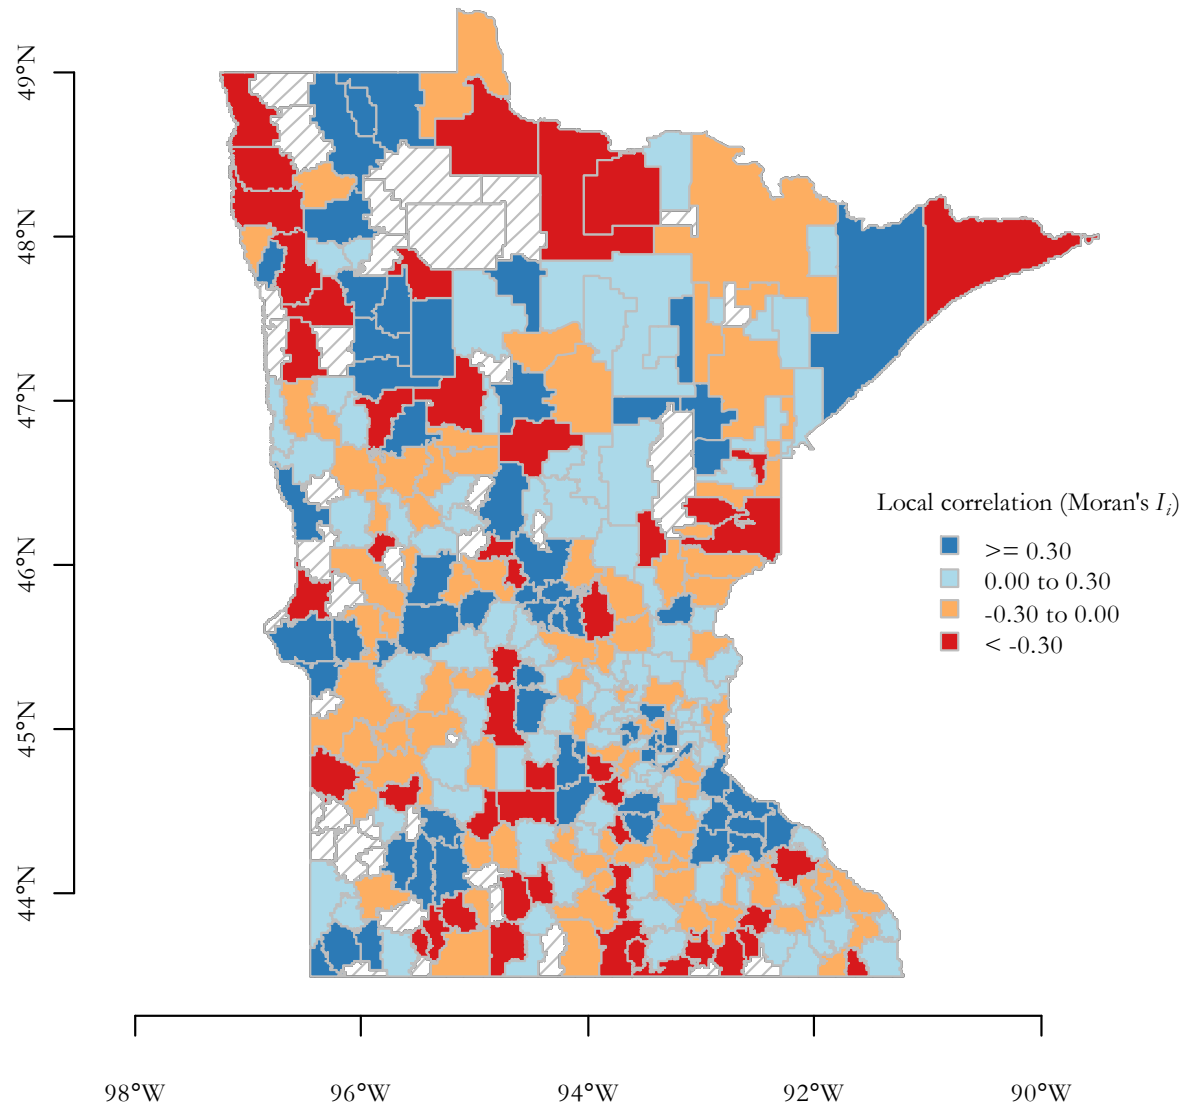 49°N
48°N
47°N
46°N
45°N
44°N
Local correlation (Moran's Ii)
>= 0.30
0.00 to 0.30
-0.30 to 0.00
< -0.30
98°W 96°W 94°W 92°W 90°W